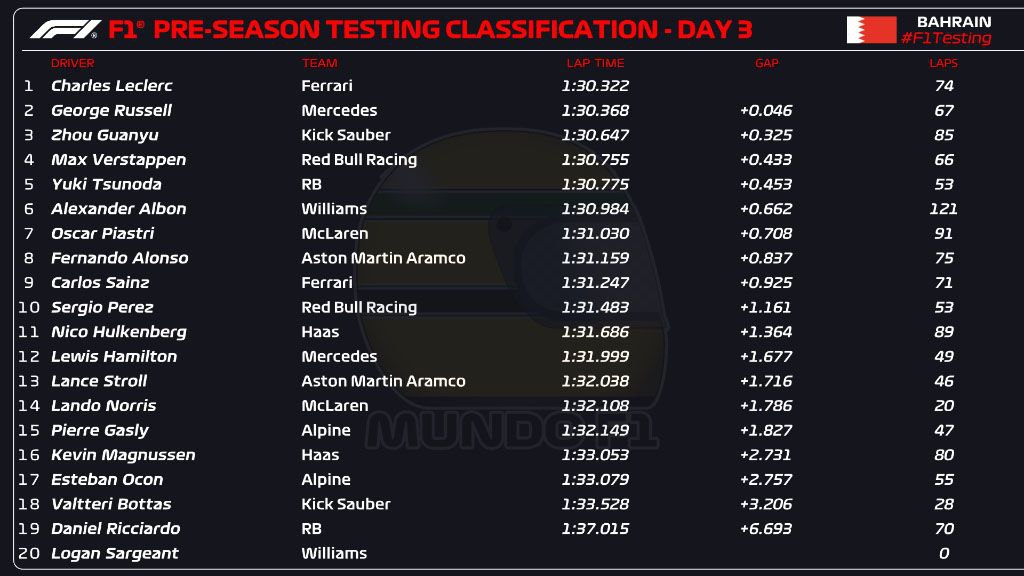 F1® F1® PRE-SEASON TESTING CLASSIFICATION - DAY 3
BAHRAIN
#F1Testing
DRIVER TEAM LAP TIME GAP LAPS
1 Charles Leclerc Ferrari 1:30.322 74
2 George Russell Mercedes 1:30.368 +0.046 67
3 Zhou Guanyu Kick Sauber 1:30.647 +0.325 85
4 Max Verstappen Red Bull Racing 1:30.755 +0.433 66
5 Yuki Tsunoda RB 1:30.775 +0.453 53
6 Alexander Albon Williams 1:30.984 +0.662 121
7 Oscar Piastri McLaren 1:31.030 +0.708 91
8 Fernando Alonso Aston Martin Aramco 1:31.159 +0.837 75
9 Carlos Sainz Ferrari 1:31.247 +0.925 71
10 Sergio Perez Red Bull Racing 1:31.483 +1.161 53
11 Nico Hulkenberg Haas 1:31.686 +1.364 89
12 Lewis Hamilton Mercedes 1:31.999 +1.677 49
13 Lance Stroll Aston Martin Aramco 1:32.038 +1.716 46
14 Lando Norris McLaren 1:32.108 +1.786 20
15 Pierre Gasly Alpine 1:32.149 +1.827 47
16 Kevin Magnussen Haas 1:33.053 +2.731 80
17 Esteban Ocon Alpine 1:33.079 +2.757 55
18 Valtteri Bottas Kick Sauber 1:33.528 +3.206 28
19 Daniel Ricciardo RB 1:37.015 +6.693 70
20 Logan Sargeant Williams 0
MUNDO F1